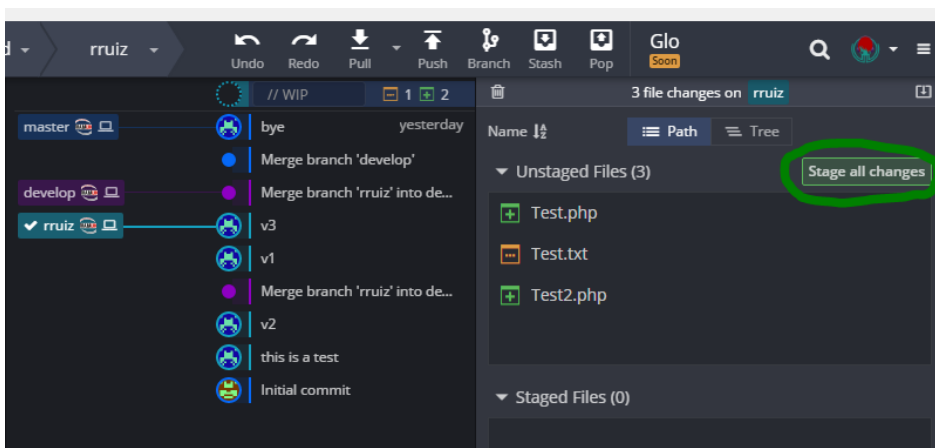 d rruiz
Undo Redo Pull Push Branch Stash Pop Glo Soon
// WIP 1 2
3 file changes on rruiz
master bye yesterday
Name Path Tree
Merge branch 'develop'
Unstaged Files (3) Stage all changes
develop Merge branch 'rruiz' into de...
Test.php
rruiz v3
Test.txt
v1
Merge branch 'rruiz' into de...
Test2.php
v2
this is a test
Initial commit
Staged Files (0)